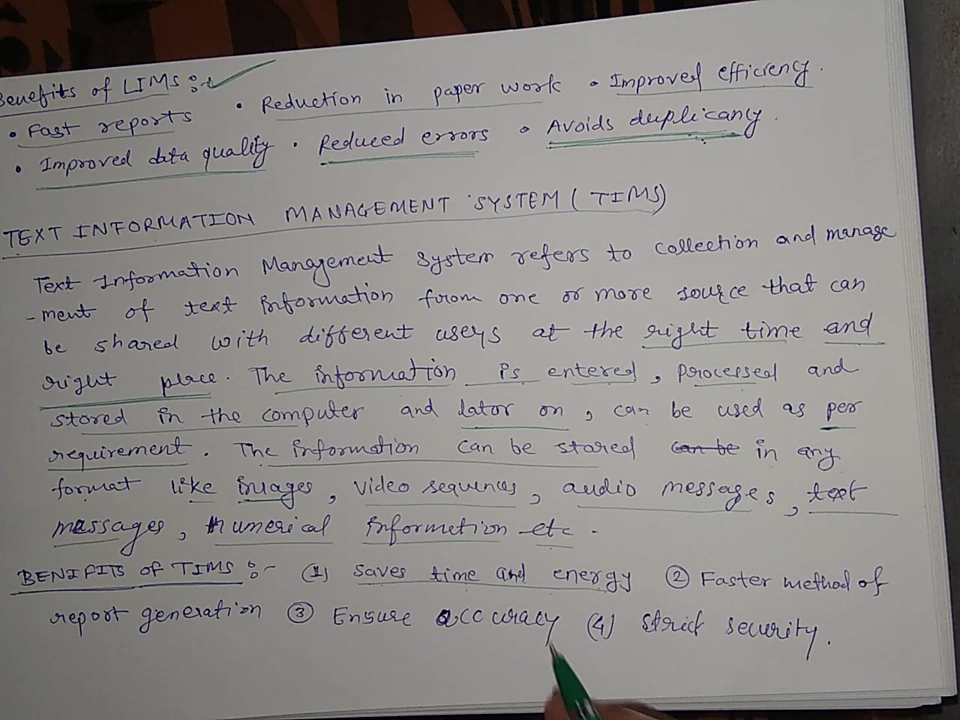 Benefits of LIMS :-
• Fast reports • Reduction in paper work • Improved efficiency.
• Improved data quality • Reduced errors • Avoids duplicany.
TEXT INFORMATION MANAGEMENT SYSTEM (TIMS)
Text Information Management System refers to collection and manage
-ment of text information from one or more source that can
be shared with different users at the right time and
right place. The information is entered, processed and
stored in the computer and lator on, can be used as per
requirement. The information can be stored can be in any
format like images, video sequences, audio messages, text
messages, numerical informetion etc.
BENIFITS OF TIMS :- (1) Saves time and energy (2) Faster method of
report generation (3) Ensure accuracy (4) Strict security.